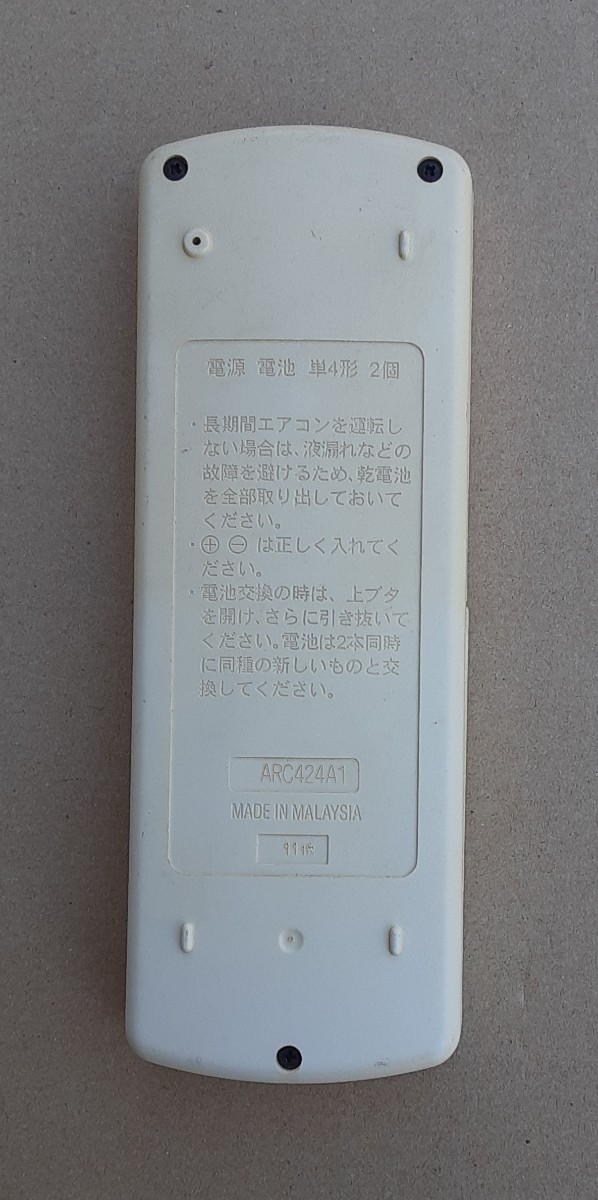 電源 電池 単4形 2個
・長期間エアコンを運転し
ない場合は、液漏れなどの
故障を避けるため、乾電池
を全部取り出しておいて
ください。
・⊕ ⊖ は正しく入れてく
ださい。
・電池交換の時は、上ブタ
を開け、さらに引き抜いて
ください。電池は2本同時
に同種の新しいものと交
換してください。
ARC424A1
MADE IN MALAYSIA